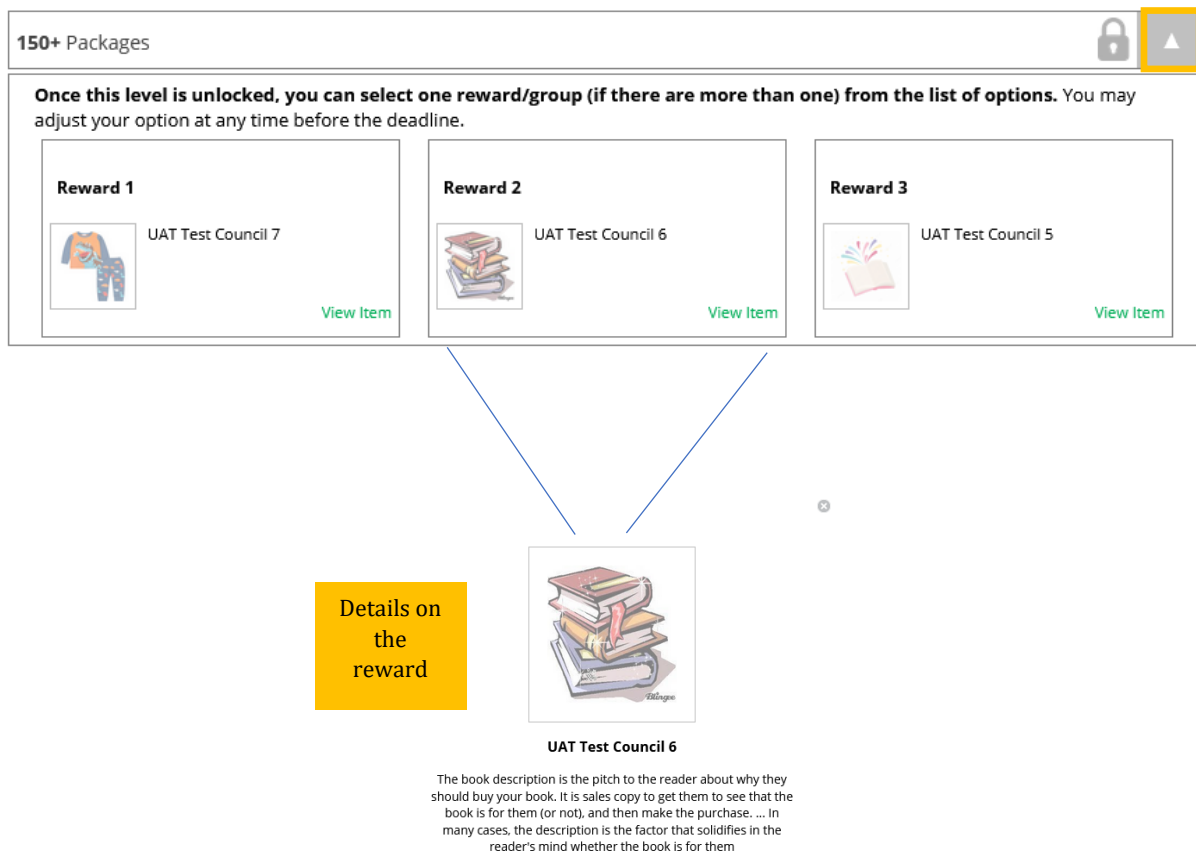 150+ Packages
▲
Once this level is unlocked, you can select one reward/group (if there are more than one) from the list of options. You may
adjust your option at any time before the deadline.
Reward 1
UAT Test Council 7
View Item
Reward 2
UAT Test Council 6
View Item
Reward 3
UAT Test Council 5
View Item
Details on
the
reward
Blingee
UAT Test Council 6
The book description is the pitch to the reader about why they
should buy your book. It is sales copy to get them to see that the
book is for them (or not), and then make the purchase. ... In
many cases, the description is the factor that solidifies in the
reader's mind whether the book is for them